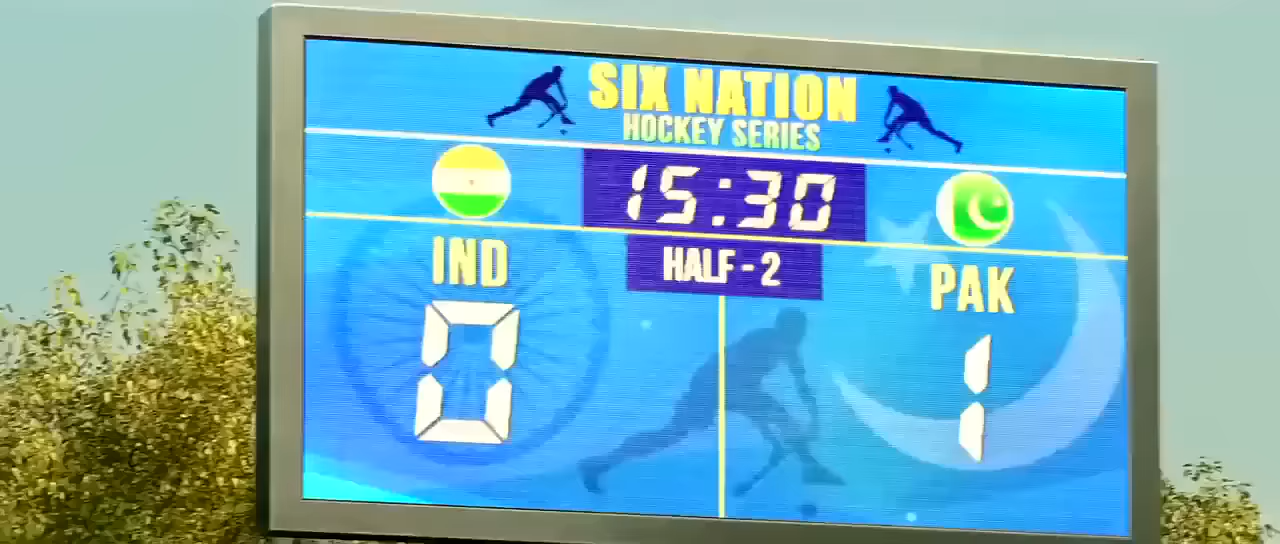 SIX NATION
HOCKEY SERIES
15:30
HALF - 2
IND
PAK
0
1